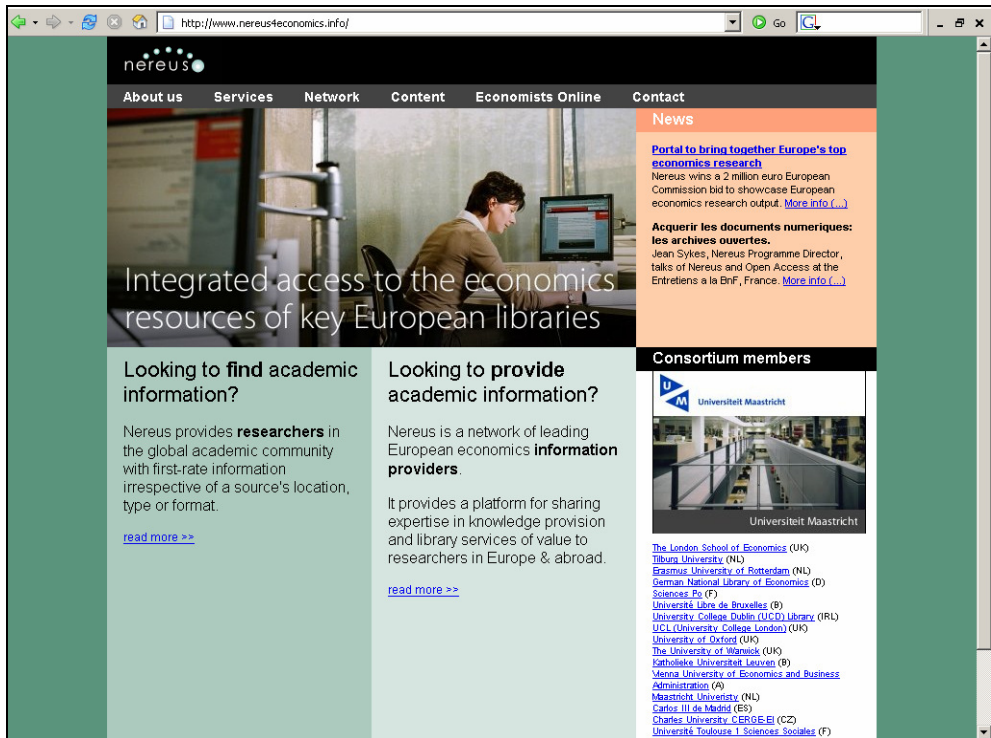 http://www.nereus4economics.info/
Go
G
nereus
About us Services Network Content Economists Online Contact
Integrated access to the economics
resources of key European libraries
News
Portal to bring together Europe's top
economics research
Nereus wins a 2 million euro European
Commission bid to showcase European
economics research output. More info (...)
Acquerir les documents numeriques:
les archives ouvertes.
Jean Sykes, Nereus Programme Director,
talks of Nereus and Open Access at the
Entretiens a la BnF, France. More info (...)
Looking to find academic
information?
Nereus provides researchers in
the global academic community
with first-rate information
irrespective of a source's location,
type or format.
read more >>
Looking to provide
academic information?
Nereus is a network of leading
European economics information
providers.
It provides a platform for sharing
expertise in knowledge provision
and library services of value to
researchers in Europe & abroad.
read more >>
Consortium members
U
M
Universiteit Maastricht
Universiteit Maastricht
The London School of Economics (UK)
Tilburg University (NL)
Erasmus University of Rotterdam (NL)
German National Library of Economics (D)
Sciences Po (F)
Université Libre de Bruxelles (B)
University College Dublin (UCD) Library (IRL)
UCL (University College London) (UK)
University of Oxford (UK)
The University of Warwick (UK)
Katholieke Universiteit Leuven (B)
Vienna University of Economics and Business
Administration (A)
Maastricht Univeristy (NL)
Carlos III de Madrid (ES)
Charles University CERGE-EI (CZ)
Université Toulouse 1 Sciences Sociales (F)